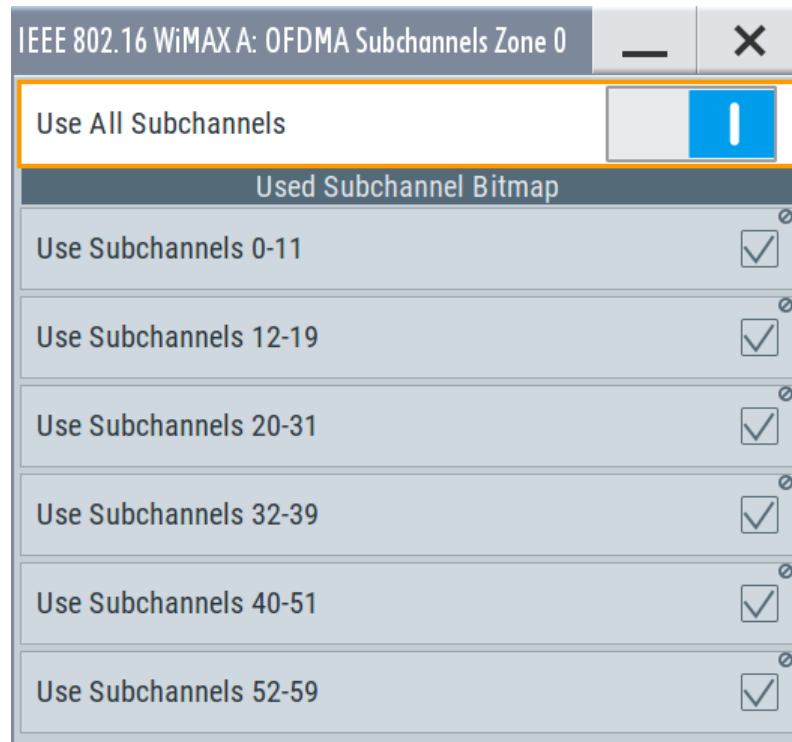 IEEE 802.16 WiMAX A: OFDMA Subchannels Zone 0
Use All Subchannels
Used Subchannel Bitmap
Use Subchannels 0-11
Use Subchannels 12-19
Use Subchannels 20-31
Use Subchannels 32-39
Use Subchannels 40-51
Use Subchannels 52-59